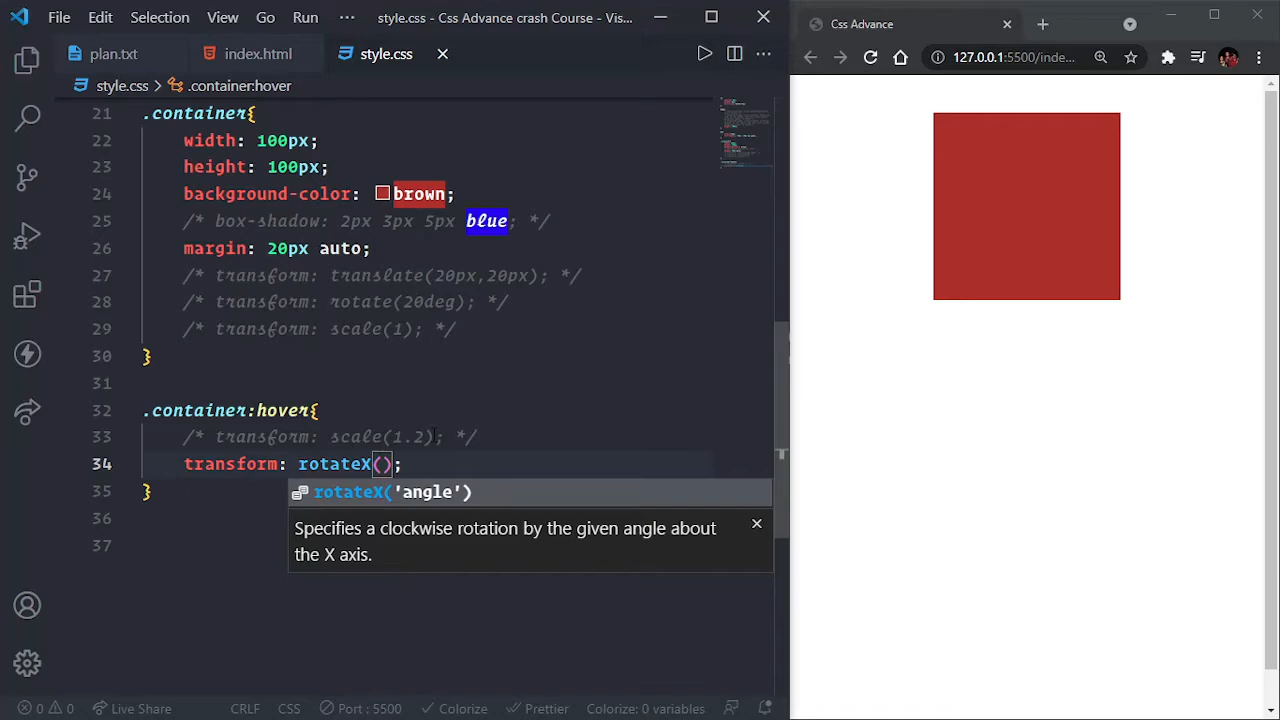 File Edit Selection View Go Run ··· style.css - Css Advance crash Course - Vis...
Css Advance
plan.txt index.html style.css
127.0.0.1:5500/inde...
style.css > .container:hover
21 .container{
22 width: 100px;
23 height: 100px;
24 background-color: brown;
25 /* box-shadow: 2px 3px 5px blue; */
26 margin: 20px auto;
27 /* transform: translate(20px,20px); */
28 /* transform: rotate(20deg); */
29 /* transform: scale(1); */
30 }
31
32 .container:hover{
33 /* transform: scale(1.2); */
34 transform: rotateX();
rotateX('angle')
35 }
36
Specifies a clockwise rotation by the given angle about
37
the X axis.
0 0 Live Share CRLF CSS Port : 5500 Colorize Prettier Colorize: 0 variables